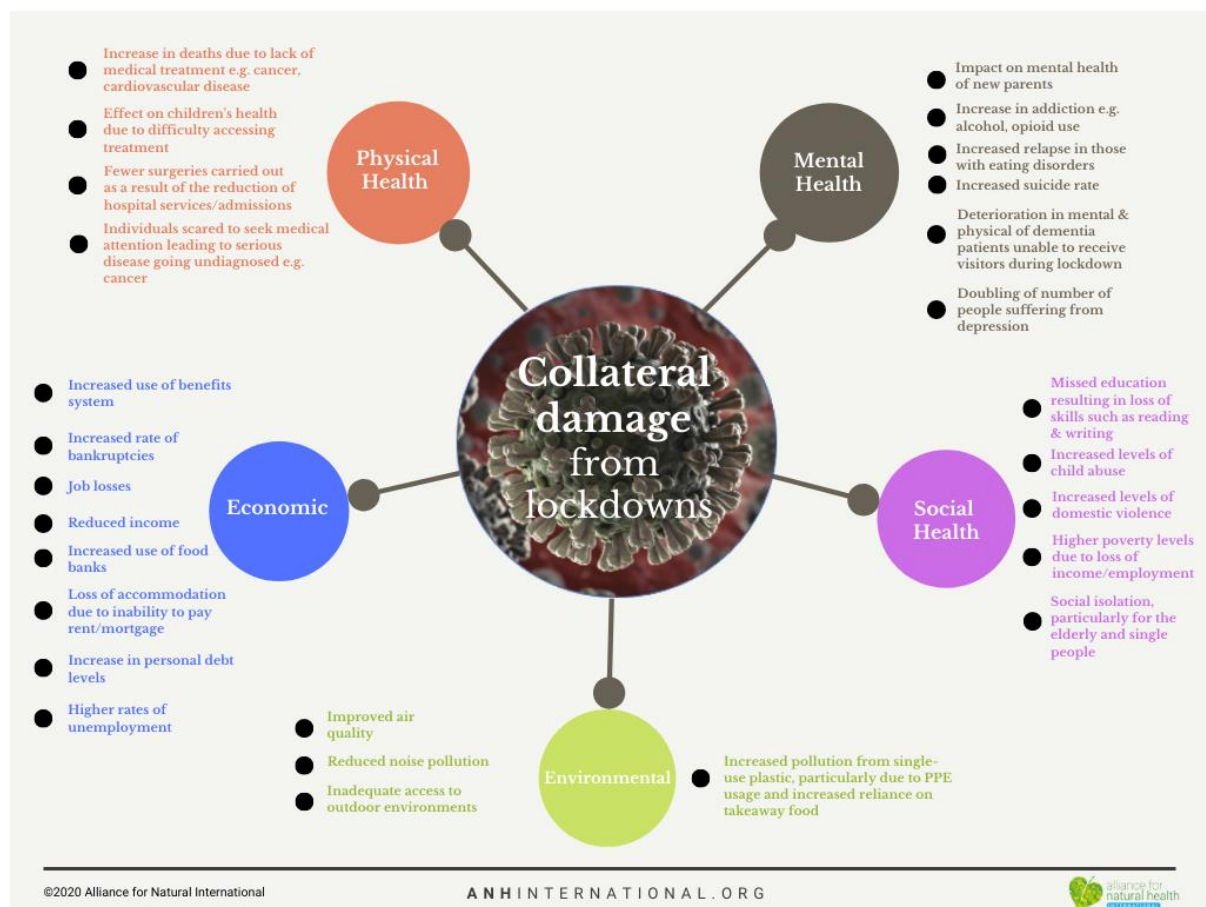 Increase in deaths due to lack of
medical treatment e.g. cancer,
cardiovascular disease
Effect on children's health
due to difficulty accessing
treatment
Fewer surgeries carried out
as a result of the reduction of
hospital services/admissions
Individuals scared to seek medical
attention leading to serious
disease going undiagnosed e.g.
cancer
Physical
Health
Mental
Health
Impact on mental health
of new parents
Increase in addiction e.g.
alcohol, opioid use
Increased relapse in those
with eating disorders
Increased suicide rate
Deterioration in mental &
physical of dementia
patients unable to receive
visitors during lockdown
Doubling of number of
people suffering from
depression
Collateral
damage
from
lockdowns
Increased use of benefits
system
Increased rate of
bankruptcies
Job losses
Reduced income
Increased use of food
banks
Loss of accommodation
due to inability to pay
rent/mortgage
Increase in personal debt
levels
Higher rates of
unemployment
Economic
Social
Health
Missed education
resulting in loss of
skills such as reading
& writing
Increased levels of
child abuse
Increased levels of
domestic violence
Higher poverty levels
due to loss of
income/employment
Social isolation,
particularly for the
elderly and single
people
Improved air
quality
Reduced noise pollution
Inadequate access to
outdoor environments
Environmental
Increased pollution from single-
use plastic, particularly due to PPE
usage and increased reliance on
takeaway food
©2020 Alliance for Natural International
ANHINTERNATIONAL.ORG
alliance for
natural health
INTERNATIONAL